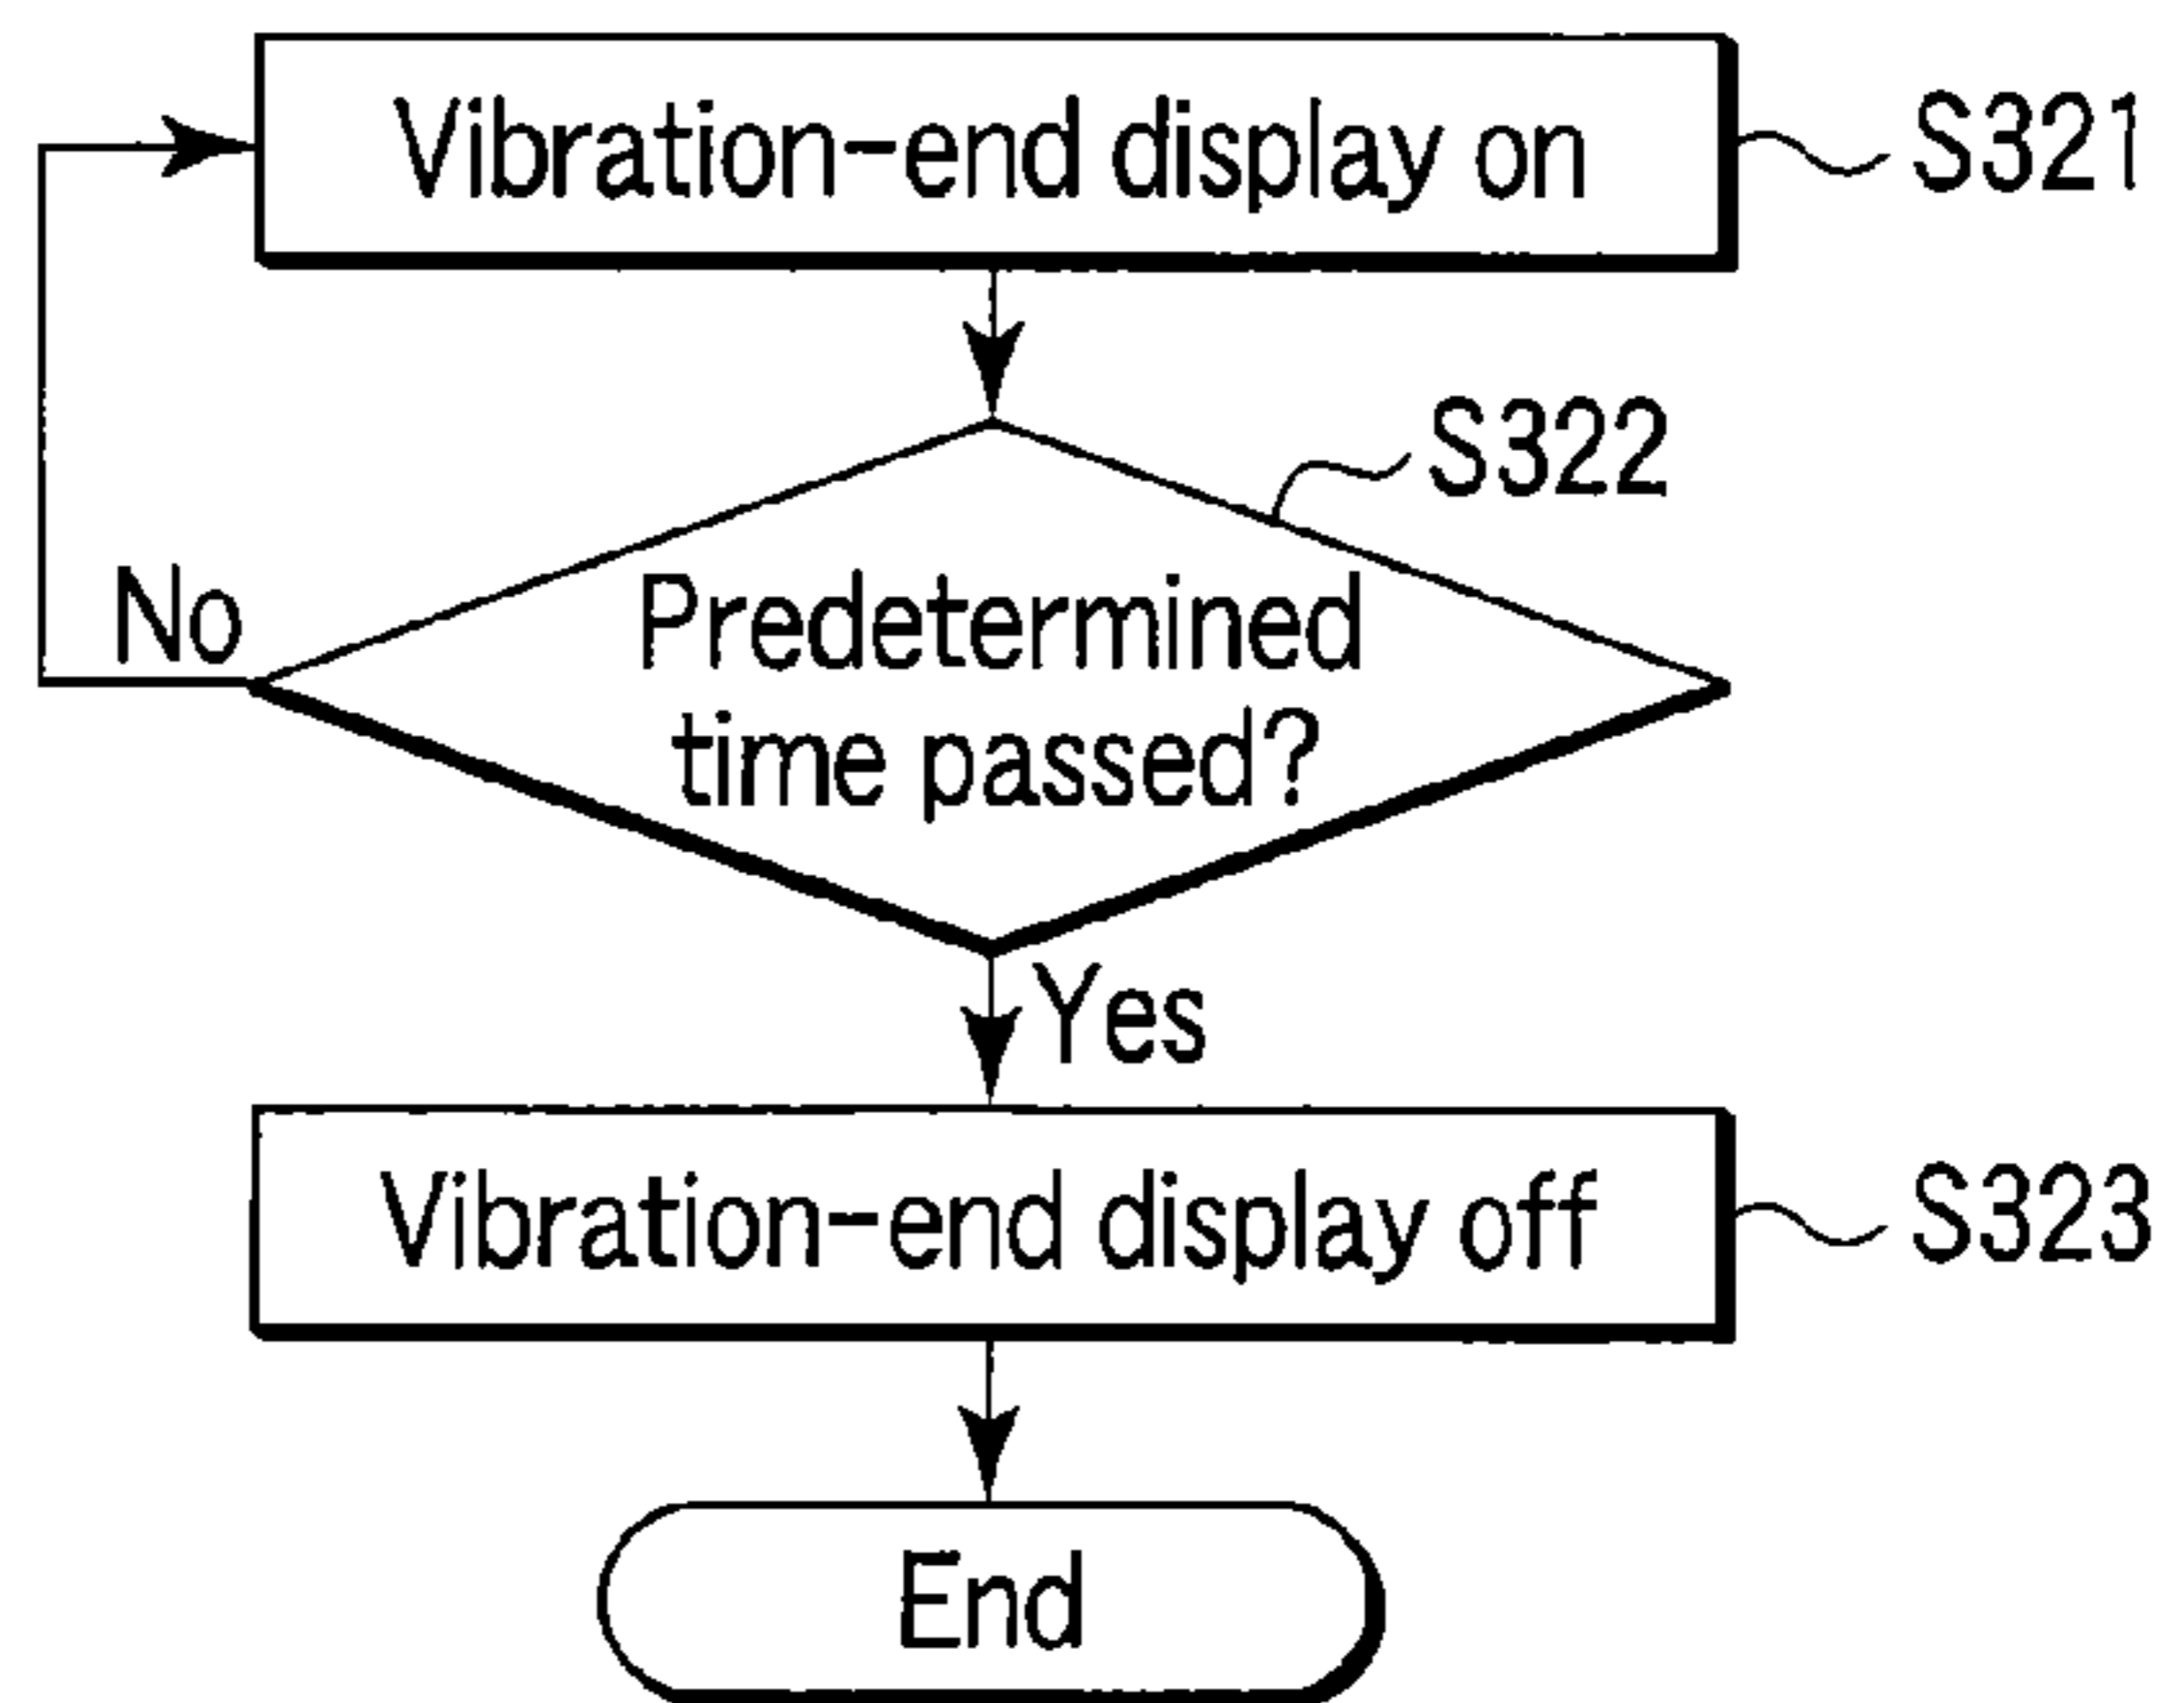 Vibration-end display on
S321
S322
No
Predetermined
time passed?
Yes
Vibration-end display off
S323
End